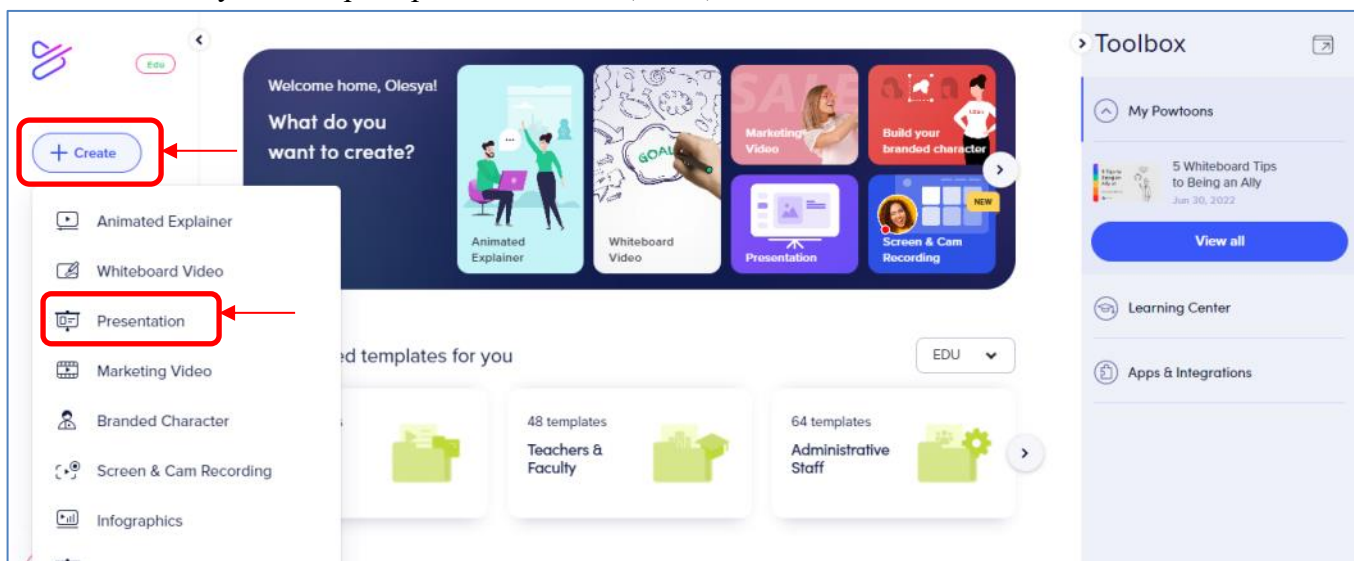 Edu
Welcome home, Olesya!
What do you
want to create?
+ Create
Animated Explainer
Whiteboard Video
Presentation
Marketing Video
Branded Character
Screen & Cam Recording
Infographics
Animated
Explainer
GOAL
Whiteboard
Video
SALE
Marketing
Video
Build your
branded character
Presentation
NEW
Screen & Cam
Recording
ed templates for you
EDU
48 templates
Teachers &
Faculty
64 templates
Administrative
Staff
Toolbox
My Powtoons
5 Whiteboard Tips
to Being an Ally
Jun 30, 2022
View all
Learning Center
Apps & Integrations